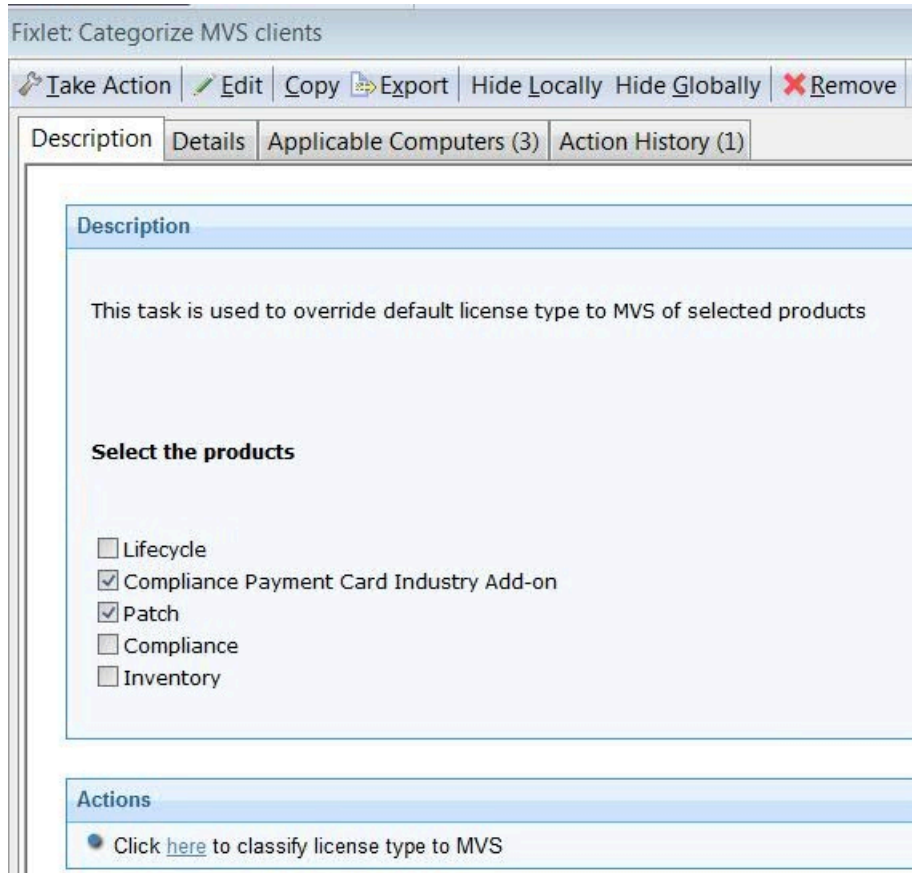 Fixlet: Categorize MVS clients
Take Action Edit Copy Export Hide Locally Hide Globally Remove
Description Details Applicable Computers (3) Action History (1)
Description
This task is used to override default license type to MVS of selected products
Select the products
Lifecycle
Compliance Payment Card Industry Add-on
Patch
Compliance
Inventory
Actions
Click here to classify license type to MVS